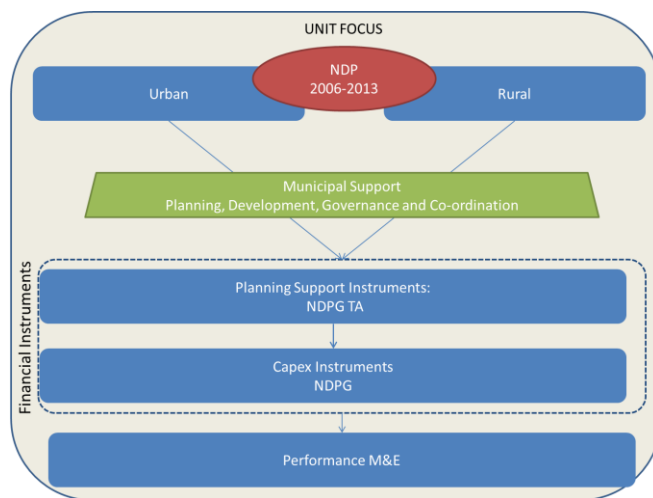 UNIT FOCUS
NDP
2006-2013
Urban
Rural
Municipal Support
Planning, Development, Governance and Co-ordination
Financial Instruments
Planning Support Instruments:
NDPG TA
Capex Instruments
NDPG
Performance M&E